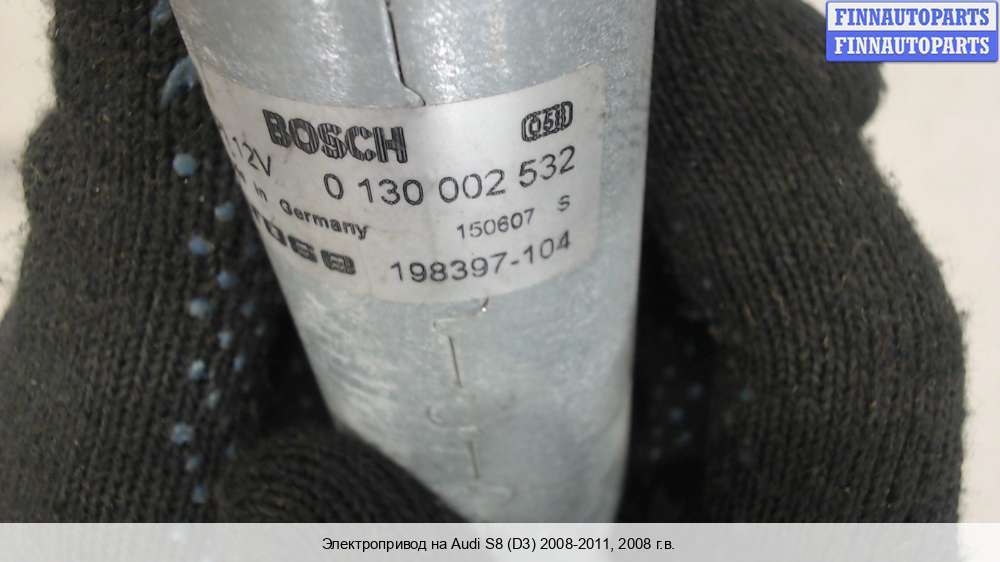 FINNAUTOPARTS
FINNAUTOPARTS
BOSCH
12V
0 130 002 532
in Germany
150607 S
198397-104
Электропривод на Audi S8 (D3) 2008-2011, 2008 г.в.